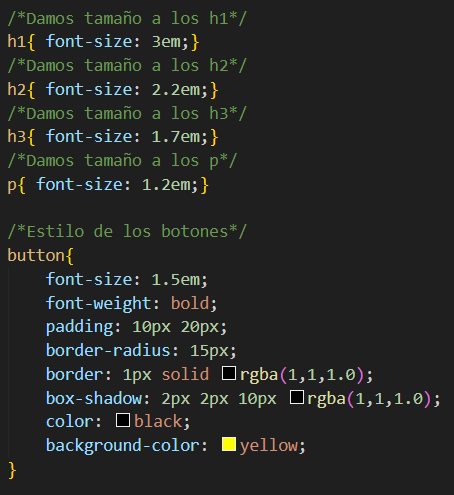 /*Damos tamaño a los h1*/
h1{ font-size: 3em;}
/*Damos tamaño a los h2*/
h2{ font-size: 2.2em;}
/*Damos tamaño a los h3*/
h3{ font-size: 1.7em;}
/*Damos tamaño a los p*/
p{ font-size: 1.2em;}
/*Estilo de los botones*/
button{
font-size: 1.5em;
font-weight: bold;
padding: 10px 20px;
border-radius: 15px;
border: 1px solid rgba(1,1,1.0);
box-shadow: 2px 2px 10px rgba(1,1,1.0);
color: black;
background-color: yellow;
}